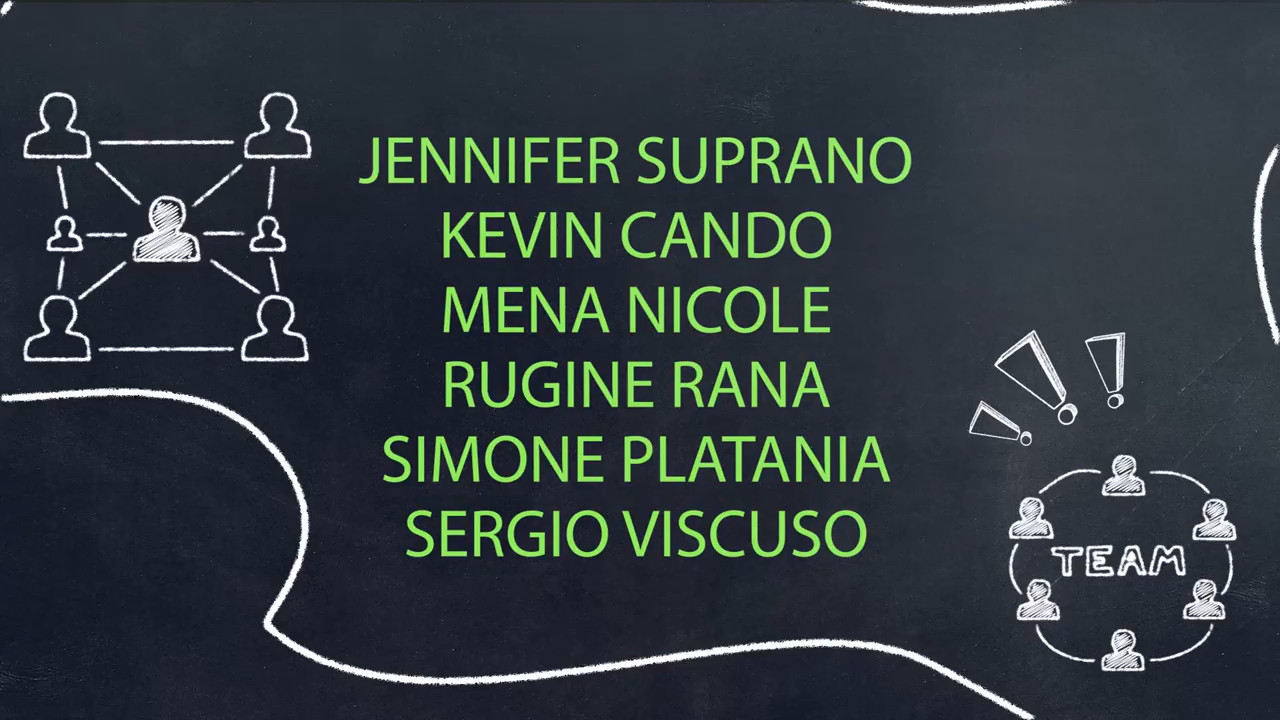 JENNIFER SUPRANO
KEVIN CANDO
MENA NICOLE
RUGINE RANA
SIMONE PLATANIA
SERGIO VISCUSO
TEAM